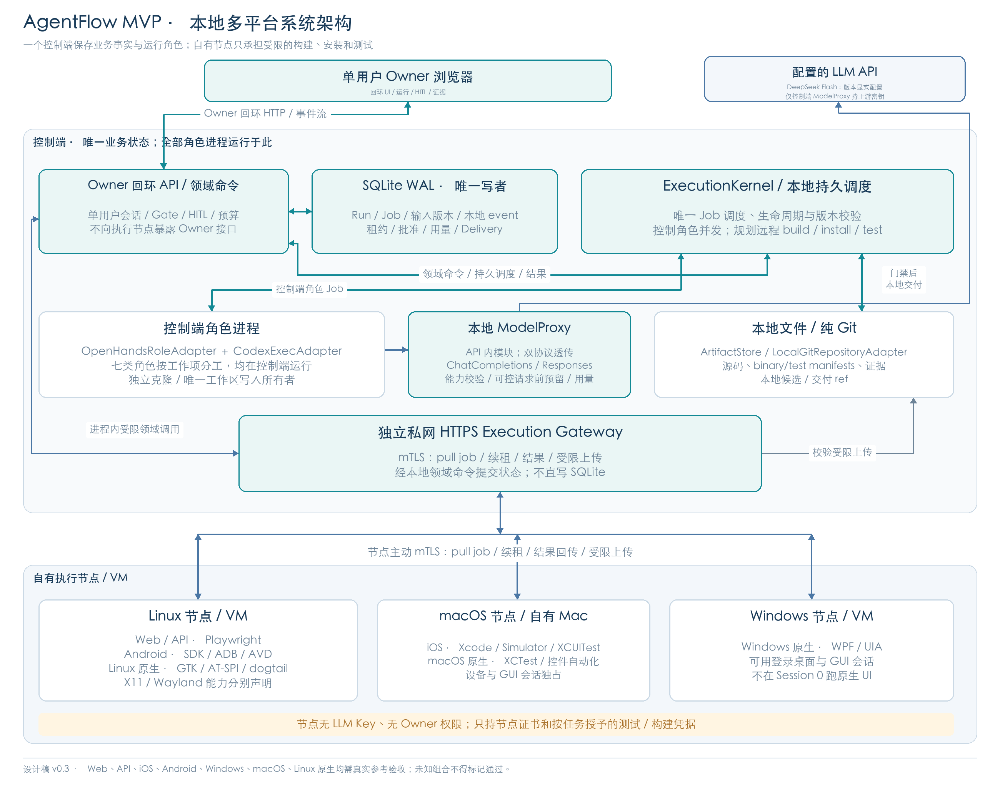 AgentFlow MVP · 本地多平台系统架构
一个控制端保存业务事实与运行角色；自有节点只承担受限的构建、安装和测试
单用户 Owner 浏览器
回环 UI / 运行 / HITL / 证据
配置的 LLM API
DeepSeek Flash：版本显式配置
仅控制端 ModelProxy 持上游密钥
Owner 回环 HTTP / 事件流
控制端 · 唯一业务状态；全部角色进程运行于此
Owner 回环 API / 领域命令
单用户会话 / Gate / HITL / 预算
不向执行节点暴露 Owner 接口
SQLite WAL · 唯一写者
Run / Job / 输入版本 / 本地 event
租约 / 批准 / 用量 / Delivery
ExecutionKernel / 本地持久调度
唯一 Job 调度、生命周期与版本校验
控制角色并发；规划远程 build / install / test
领域命令 / 持久调度 / 结果
门禁后
本地交付
控制端角色 Job
控制端角色进程
OpenHandsRoleAdapter + CodexExecAdapter
七类角色按工作项分工，均在控制端运行
独立克隆 / 唯一工作区写入所有者
本地 ModelProxy
API 内模块；双协议透传
ChatCompletions / Responses
能力校验 / 可控请求前预留 / 用量
本地文件 / 纯 Git
ArtifactStore / LocalGitRepositoryAdapter
源码、binary/test manifests、证据
本地候选 / 交付 ref
进程内受限领域调用
独立私网 HTTPS Execution Gateway
mTLS：pull job / 续租 / 结果 / 受限上传
经本地领域命令提交状态；不直写 SQLite
校验受限上传
节点主动 mTLS：pull job / 续租 / 结果回传 / 受限上传
自有执行节点 / VM
Linux 节点 / VM
Web / API · Playwright
Android · SDK / ADB / AVD
Linux 原生 · GTK / AT-SPI / dogtail
X11 / Wayland 能力分别声明
macOS 节点 / 自有 Mac
iOS · Xcode / Simulator / XCUITest
macOS 原生 · XCTest / 控件自动化
设备与 GUI 会话独占
Windows 节点 / VM
Windows 原生 · WPF / UIA
可用登录桌面与 GUI 会话
不在 Session 0 跑原生 UI
节点无 LLM Key、无 Owner 权限；只持节点证书和按任务授予的测试 / 构建凭据
设计稿 v0.3 · Web、API、iOS、Android、Windows、macOS、Linux 原生均需真实参考验收；未知组合不得标记通过。